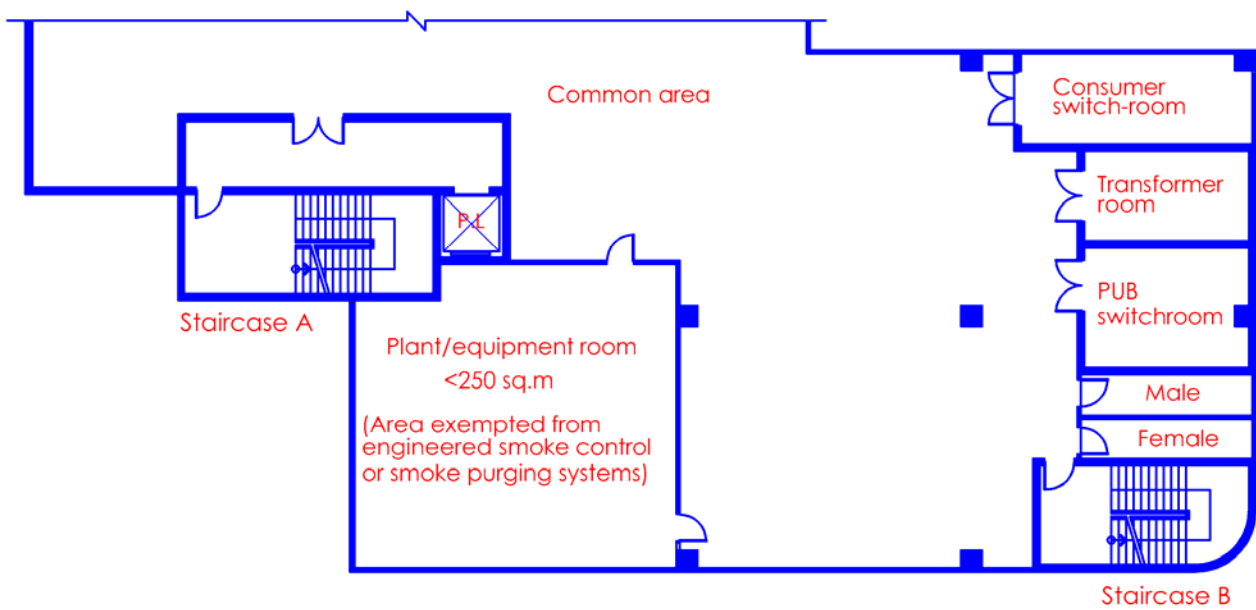 Common area
Consumer
switch-room
Transformer
room
P.L
PUB
switchroom
Staircase A
Plant/equipment room
<250 sq.m
(Area exempted from
engineered smoke control
or smoke purging systems)
Male
Female
Staircase B